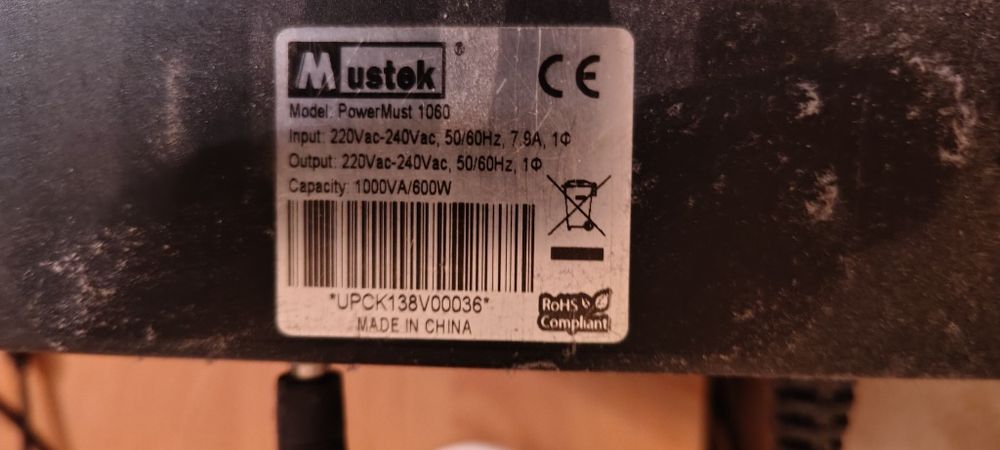 Mustek ®
CE
Model: PowerMust 1060
Input: 220Vac-240Vac, 50/60Hz, 7.9A, 1Φ
Output: 220Vac-240Vac, 50/60Hz, 1Φ
Capacity: 1000VA/600W
*UPCK138V00036*
MADE IN CHINA
RoHS
Compliant